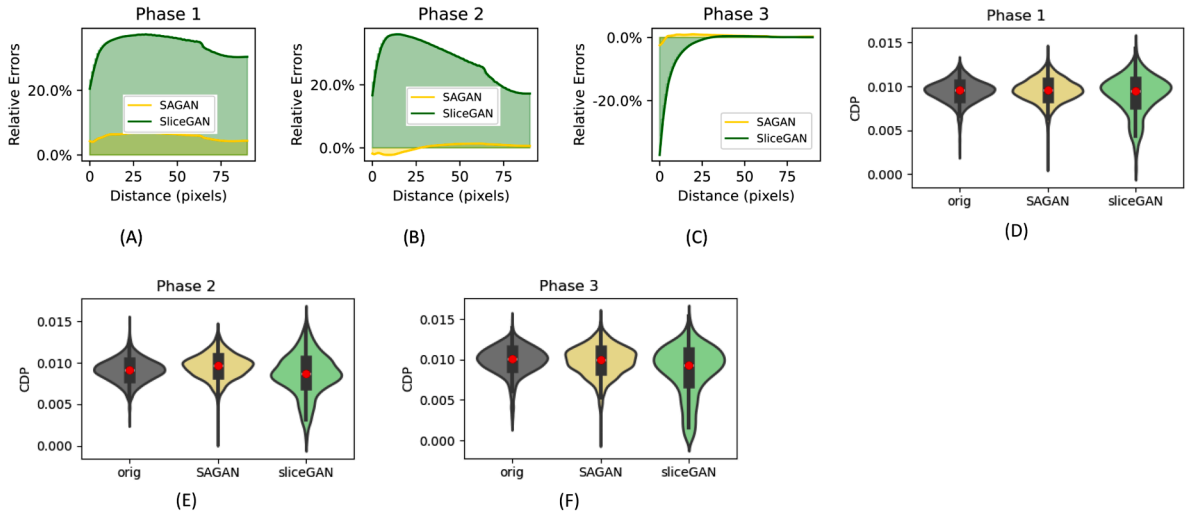 Phase 1
Relative Errors
20.0%
0.0%
SAGAN
SliceGAN
0 25 50 75
Distance (pixels)
(A)
Phase 2
Relative Errors
20.0%
0.0%
SAGAN
SliceGAN
0 25 50 75
Distance (pixels)
(B)
Phase 3
Relative Errors
0.0%
-20.0%
SAGAN
SliceGAN
0 25 50 75
Distance (pixels)
(C)
Phase 1
CDP
0.015
0.010
0.005
0.000
orig SAGAN sliceGAN
(D)
Phase 2
CDP
0.015
0.010
0.005
0.000
orig SAGAN sliceGAN
(E)
Phase 3
CDP
0.015
0.010
0.005
0.000
orig SAGAN sliceGAN
(F)